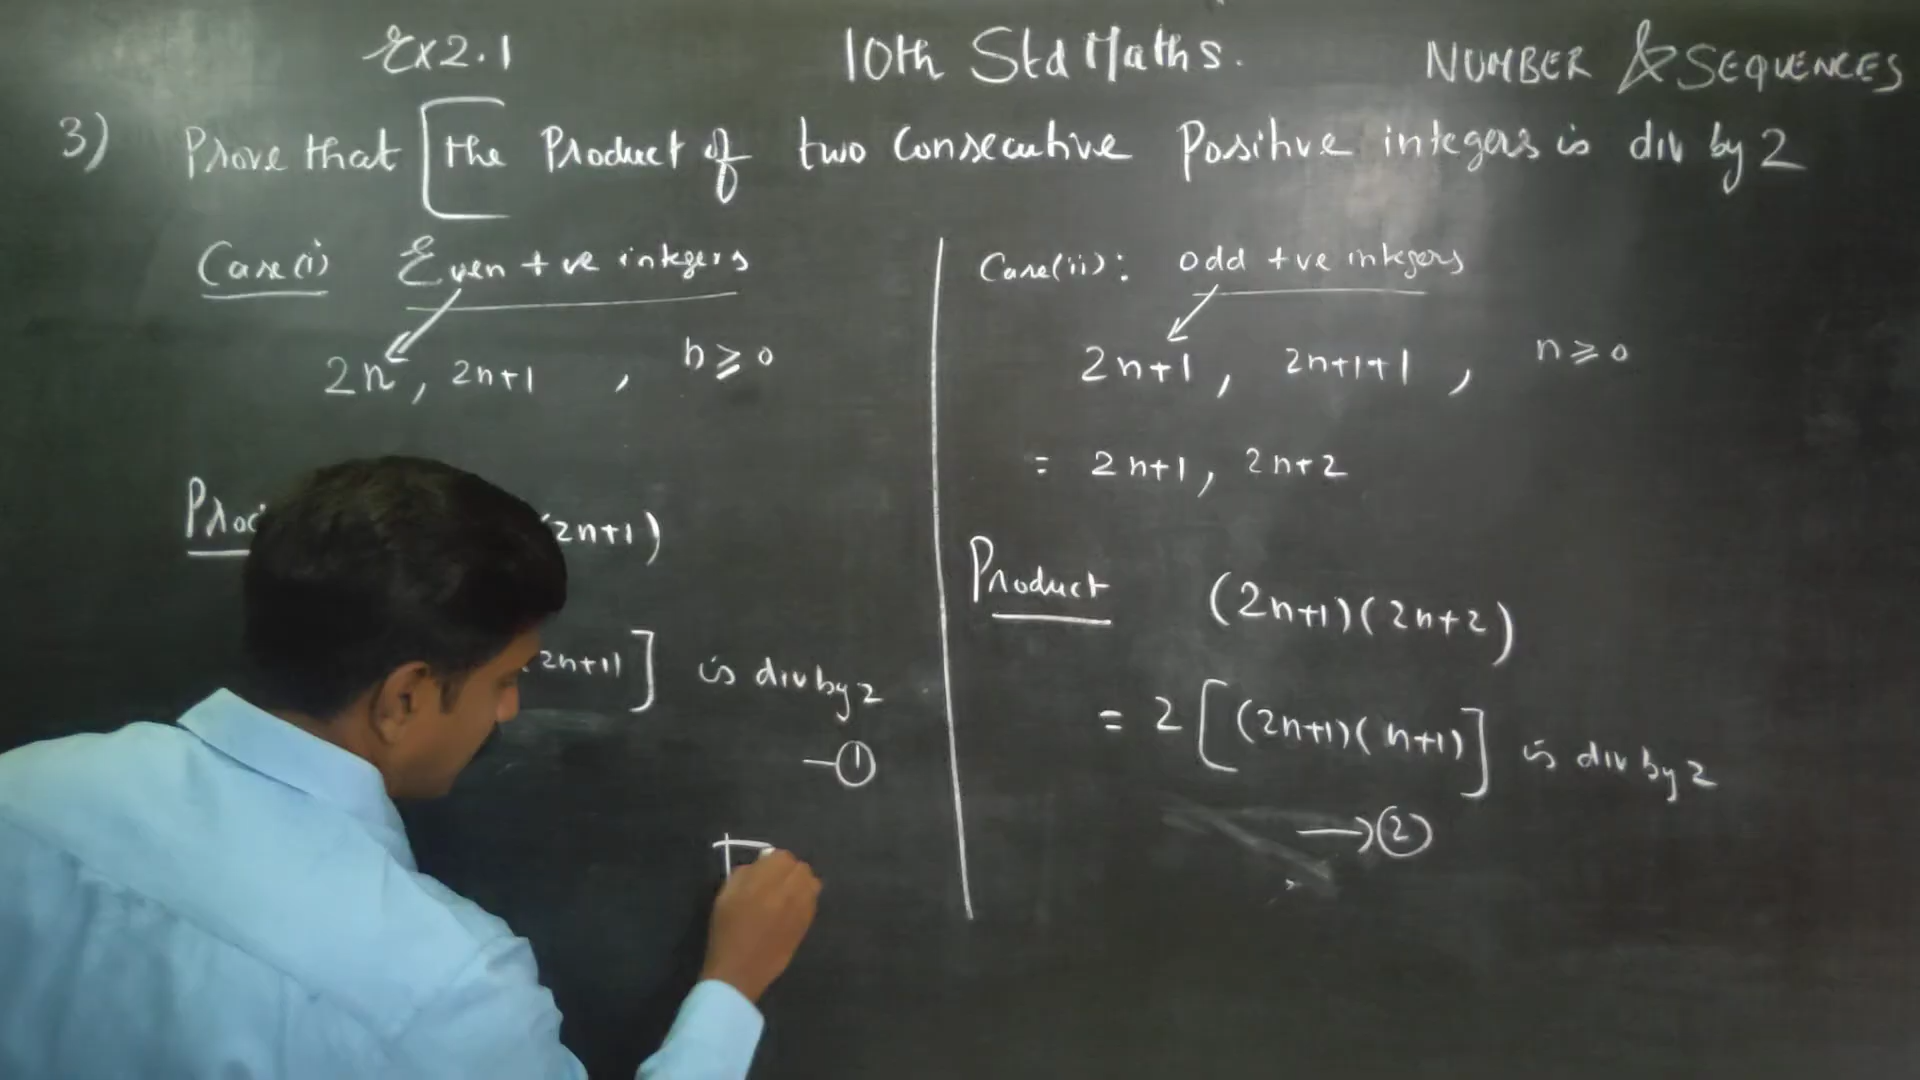 Ex 2.1 10th Std Maths. NUMBER & SEQUENCES
3) Prove that [the Product of two Consecutive Positive integers is div by 2
Case(i) Even +ve integers
2n, 2n+1 , n ≥ 0
(2n+1)
2n+1)] is div by 2
—①
Case(ii): odd +ve integers
2n+1, 2n+1+1, n ≥ 0
= 2n+1, 2n+2
Product (2n+1)(2n+2)
= 2[(2n+1)(n+1)] is div by 2
→②